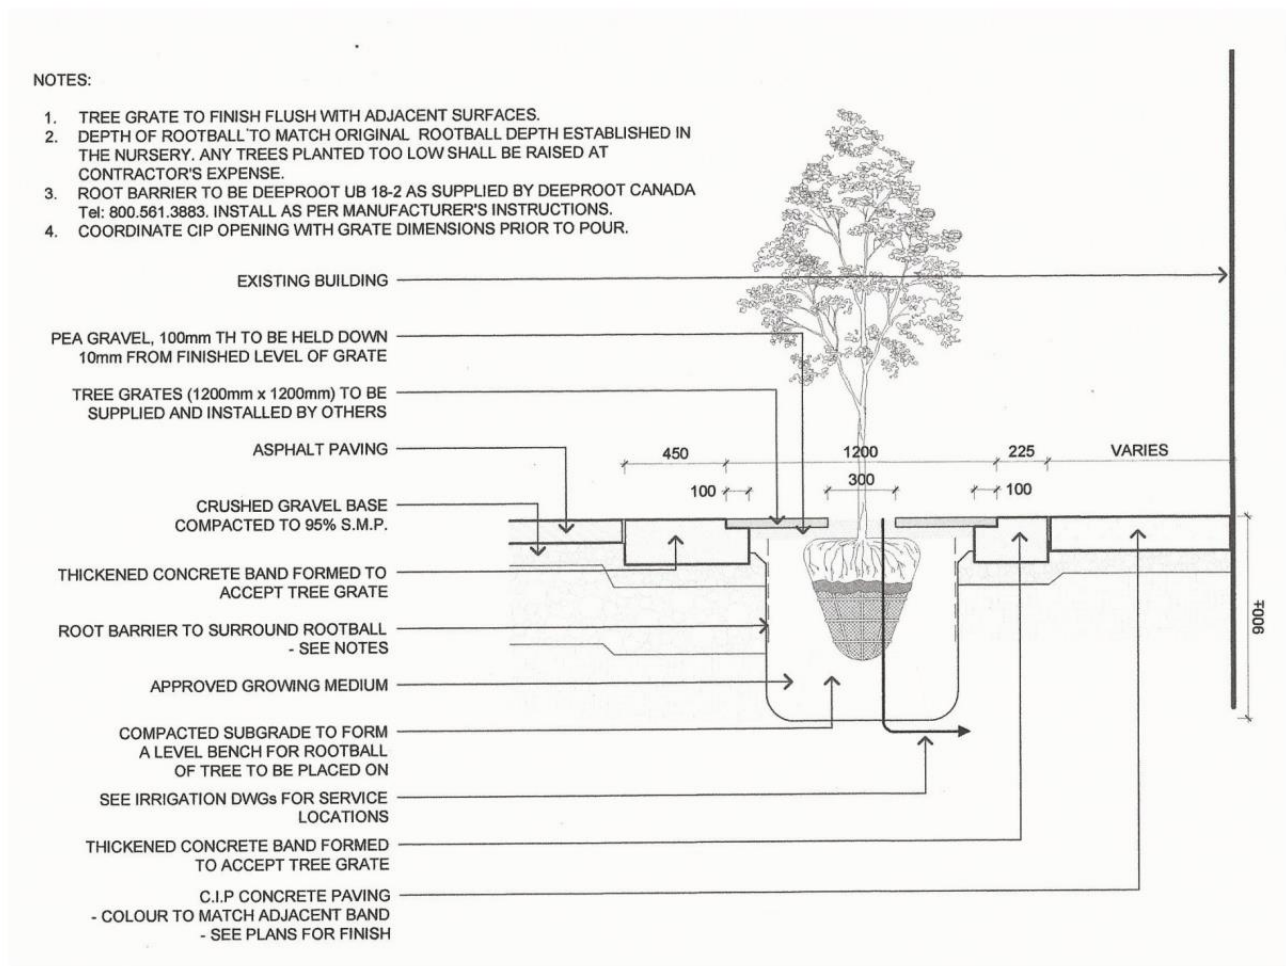 NOTES:
1. TREE GRATE TO FINISH FLUSH WITH ADJACENT SURFACES.
2. DEPTH OF ROOTBALL TO MATCH ORIGINAL ROOTBALL DEPTH ESTABLISHED IN
THE NURSERY. ANY TREES PLANTED TOO LOW SHALL BE RAISED AT
CONTRACTOR'S EXPENSE.
3. ROOT BARRIER TO BE DEEPROOT UB 18-2 AS SUPPLIED BY DEEPROOT CANADA
Tel: 800.561.3883. INSTALL AS PER MANUFACTURER'S INSTRUCTIONS.
4. COORDINATE CIP OPENING WITH GRATE DIMENSIONS PRIOR TO POUR.
EXISTING BUILDING
PEA GRAVEL, 100mm TH TO BE HELD DOWN
10mm FROM FINISHED LEVEL OF GRATE
TREE GRATES (1200mm x 1200mm) TO BE
SUPPLIED AND INSTALLED BY OTHERS
ASPHALT PAVING
450
1200
225
VARIES
100
300
100
CRUSHED GRAVEL BASE
COMPACTED TO 95% S.M.P.
THICKENED CONCRETE BAND FORMED TO
ACCEPT TREE GRATE
ROOT BARRIER TO SURROUND ROOTBALL
- SEE NOTES
±900
APPROVED GROWING MEDIUM
COMPACTED SUBGRADE TO FORM
A LEVEL BENCH FOR ROOTBALL
OF TREE TO BE PLACED ON
SEE IRRIGATION DWGs FOR SERVICE
LOCATIONS
THICKENED CONCRETE BAND FORMED
TO ACCEPT TREE GRATE
C.I.P CONCRETE PAVING
- COLOUR TO MATCH ADJACENT BAND
- SEE PLANS FOR FINISH